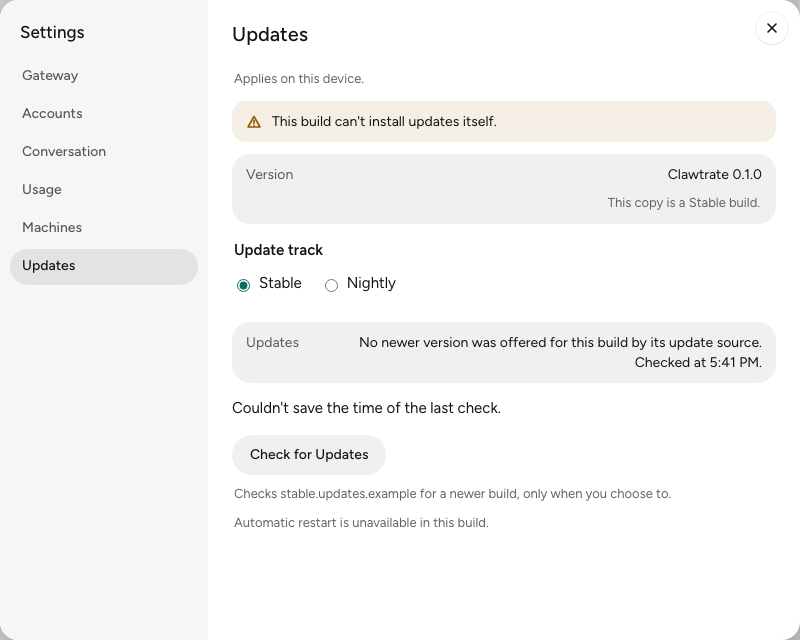 Settings
Gateway
Accounts
Conversation
Usage
Machines
Updates
Updates
Applies on this device.
This build can't install updates itself.
Version
Clawtrate 0.1.0
This copy is a Stable build.
Update track
Stable
Nightly
Updates
No newer version was offered for this build by its update source.
Checked at 5:41 PM.
Couldn't save the time of the last check.
Check for Updates
Checks stable.updates.example for a newer build, only when you choose to.
Automatic restart is unavailable in this build.